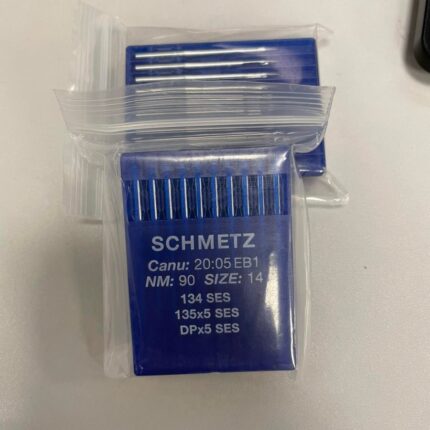 SCHMETZ
Canu: 20:05 EB1
NM: 90 SIZE: 14
134 SES
135x5 SES
DPx5 SES